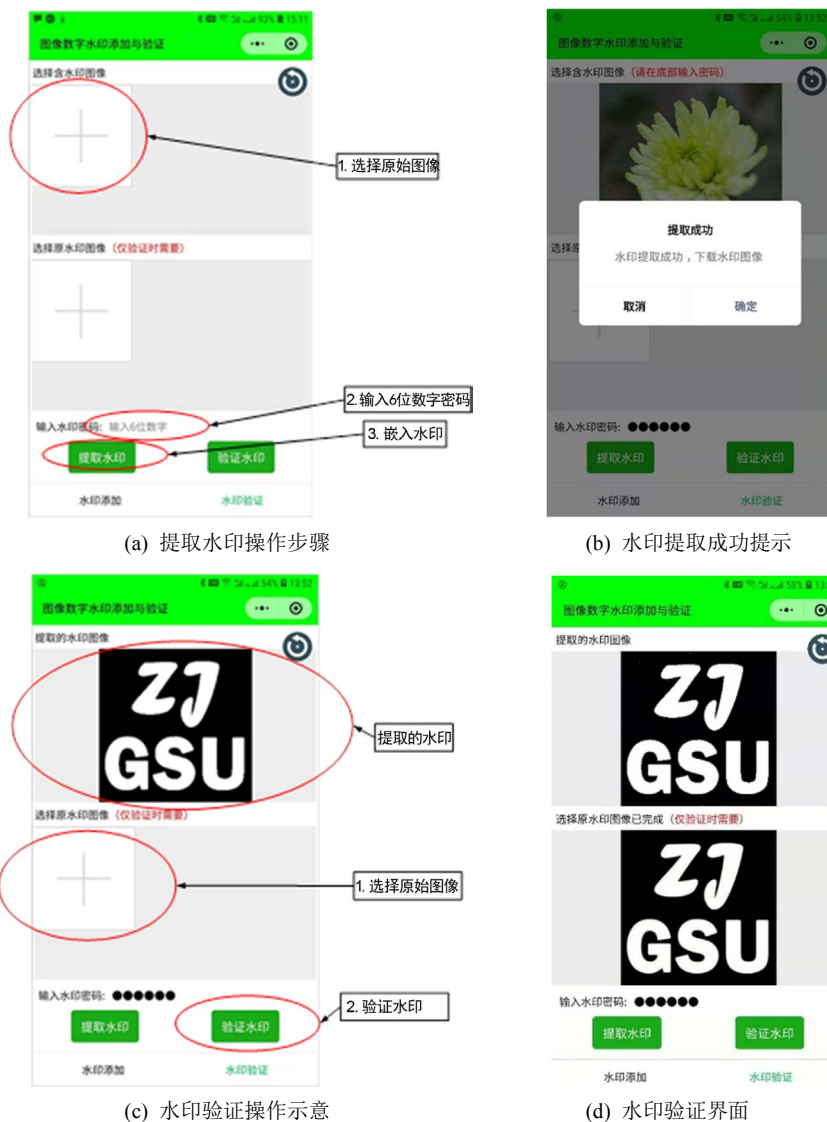 93% 15:11
图像数字水印添加与验证
选择含水印图像
1. 选择原始图像
选择原水印图像（仅验证时需要）
2. 输入6位数字密码
输入水印密码: 输入6位数字
3. 嵌入水印
提取水印 验证水印
水印添加 水印验证
(a) 提取水印操作步骤
54% 13:52
图像数字水印添加与验证
选择含水印图像（请在底部输入密码）
提取成功
选择原
水印提取成功，下载水印图像
取消 确定
输入水印密码: ●●●●●●
提取水印 验证水印
水印添加 水印验证
(b) 水印提取成功提示
54% 13:52
图像数字水印添加与验证
提取的水印图像
ZJ
GSU
提取的水印
选择原水印图像（仅验证时需要）
1. 选择原始图像
输入水印密码: ●●●●●●
2. 验证水印
提取水印 验证水印
水印添加 水印验证
(c) 水印验证操作示意
58% 13:
图像数字水印添加与验证
提取的水印图像
ZJ
GSU
选择原水印图像已完成（仅验证时需要）
ZJ
GSU
输入水印密码: ●●●●●●
提取水印 验证水印
水印添加 水印验证
(d) 水印验证界面